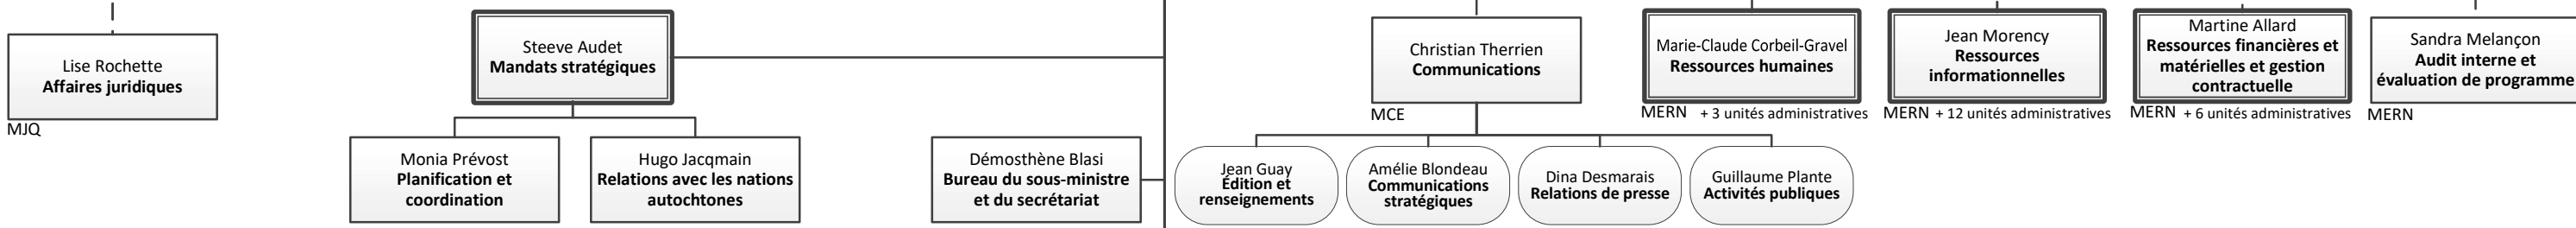 Lise Rochette
Affaires juridiques
MJQ
Steeve Audet
Mandats stratégiques
Monia Prévost
Planification et
coordination
Hugo Jacqmain
Relations avec les nations
autochtones
Démosthène Blasi
Bureau du sous-ministre
et du secrétariat
Christian Therrien
Communications
MCE
Jean Guay
Édition et
renseignements
Amélie Blondeau
Communications
stratégiques
Dina Desmarais
Relations de presse
Guillaume Plante
Activités publiques
Marie-Claude Corbeil-Gravel
Ressources humaines
MERN + 3 unités administratives
Jean Morency
Ressources
informationnelles
MERN + 12 unités administratives
Martine Allard
Ressources financières et
matérielles et gestion
contractuelle
MERN + 6 unités administratives
Sandra Melançon
Audit interne et
évaluation de programme
MERN